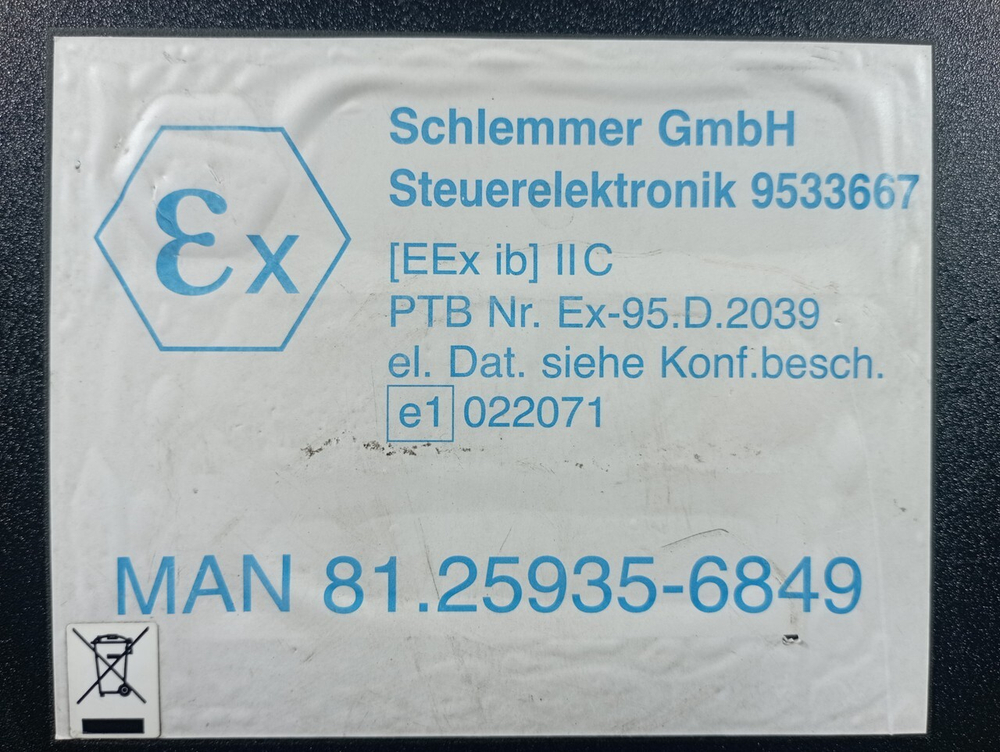 εx
Schlemmer GmbH
Steuerelektronik 9533667
[EEx ib] IIC
PTB Nr. Ex-95.D.2039
el. Dat. siehe Konf.besch.
e1 022071
MAN 81.25935-6849